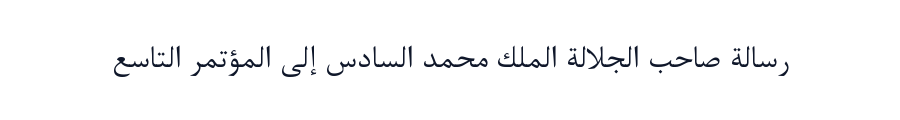 رسالة صاحب الجلالة الملك محمد السادس إلى المؤتمر التاسع